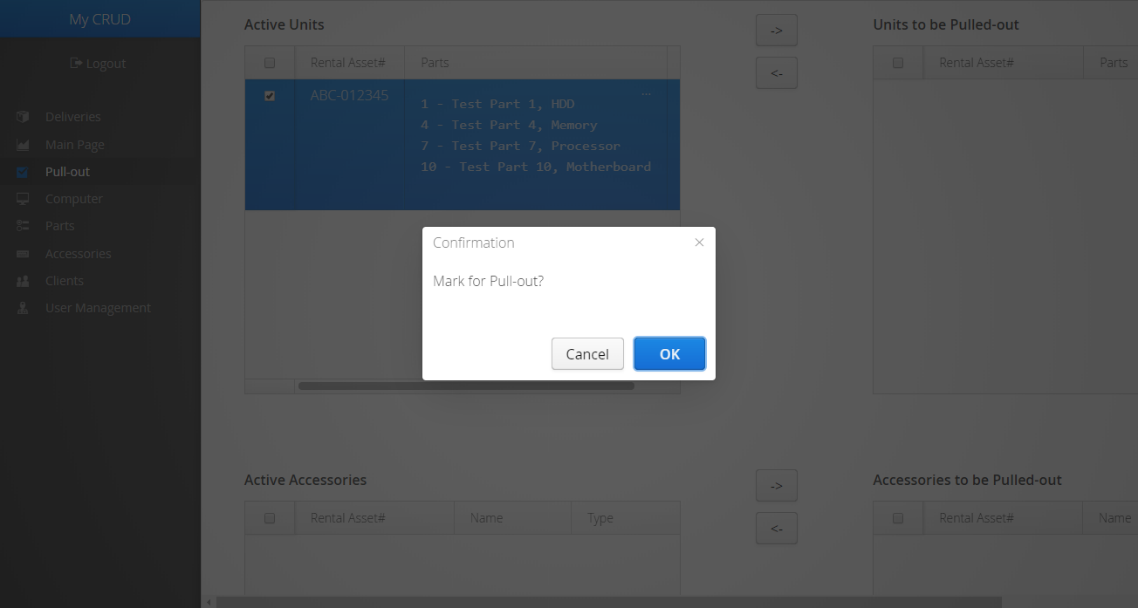 My CRUD
Logout
Deliveries
Main Page
Pull-out
Computer
Parts
Accessories
Clients
User Management
Active Units
Rental Asset# Parts
ABC-012345
1 - Test Part 1, HDD
4 - Test Part 4, Memory
7 - Test Part 7, Processor
10 - Test Part 10, Motherboard
...
->
<-
Units to be Pulled-out
Rental Asset# Parts
Confirmation ×
Mark for Pull-out?
Cancel OK
Active Accessories
Rental Asset# Name Type
->
<-
Accessories to be Pulled-out
Rental Asset# Name